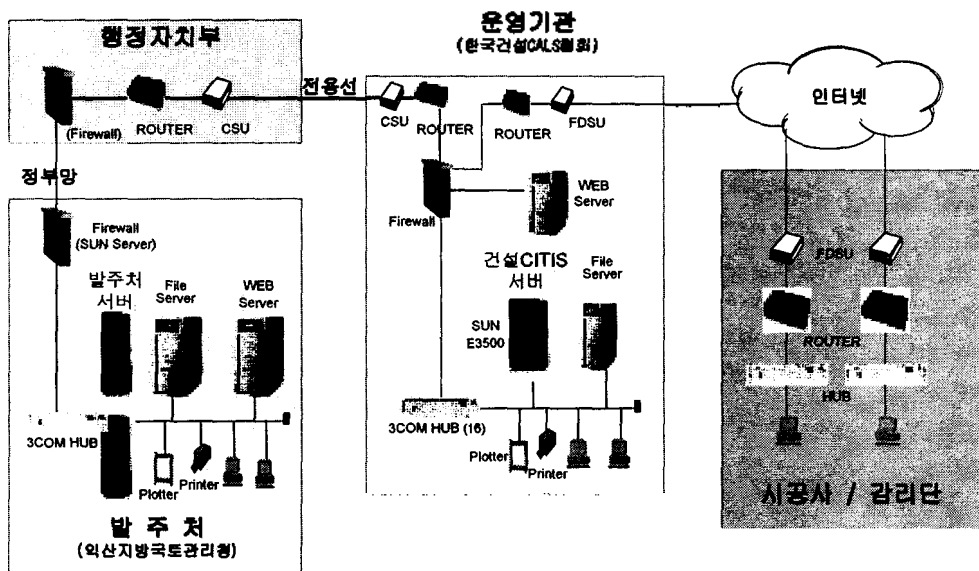 행정자치부
(Firewall)
ROUTER
CSU
전용선
정부망
Firewall
(SUN Server)
발주처
서버
File
Server
WEB
Server
3COM HUB
Plotter
Printer
발 주 처
(익산지방국토관리청)
운영기관
(한국건설CALS협회)
CSU
ROUTER
ROUTER
FDSU
Firewall
WEB
Server
건설CITIS
서버
File
Server
SUN
E3500
3COM HUB (16)
Plotter
Printer
인터넷
FDSU
ROUTER
HUB
시공사 / 감리단